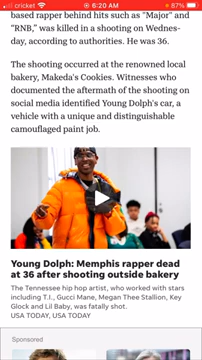 cricket
6:20 AM
87%
based rapper behind hits such as "Major" and
"RNB," was killed in a shooting on Wednes-
day, according to authorities. He was 36.
The shooting occurred at the renowned local
bakery, Makeda's Cookies. Witnesses who
documented the aftermath of the shooting on
social media identified Young Dolph's car, a
vehicle with a unique and distinguishable
camouflaged paint job.
Young Dolph: Memphis rapper dead
at 36 after shooting outside bakery
The Tennessee hip hop artist, who worked with stars
including T.I., Gucci Mane, Megan Thee Stallion, Key
Glock and Lil Baby, was fatally shot.
USA TODAY, USA TODAY
Sponsored